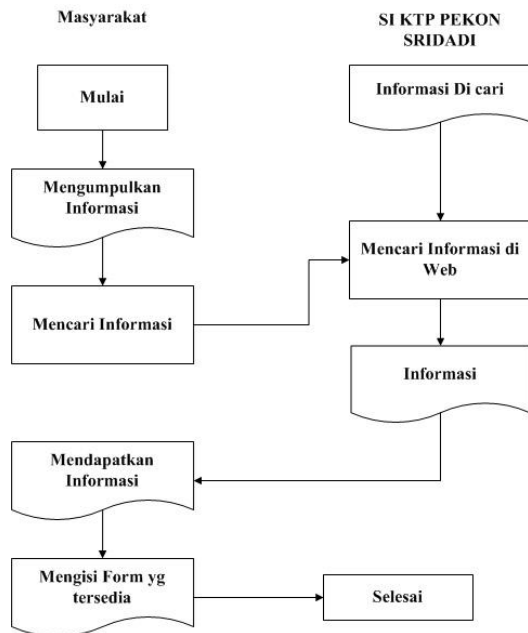 Masyarakat
SI KTP PEKON
SRIDADI
Mulai
Informasi Di cari
Mengumpulkan
Informasi
Mencari Informasi di
Web
Mencari Informasi
Informasi
Mendapatkan
Informasi
Mengisi Form yg
tersedia
Selesai